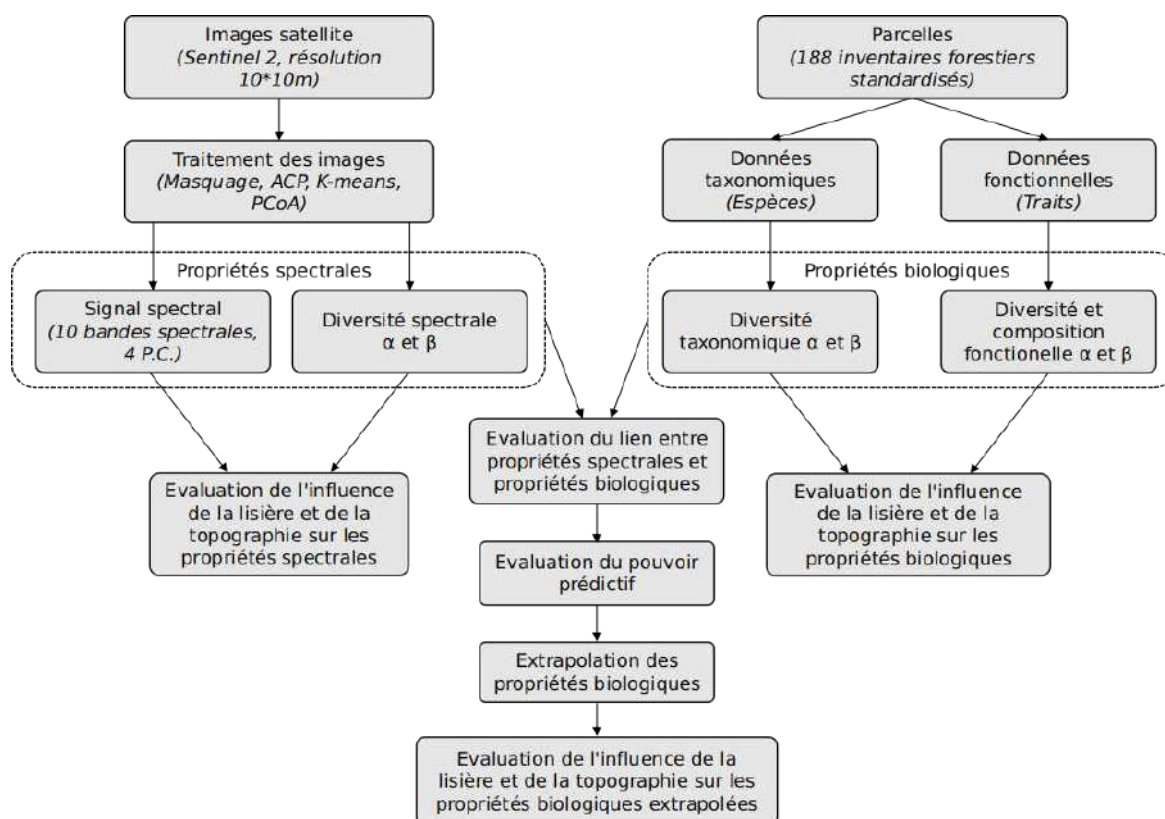 Images satellite
(Sentinel 2, résolution
10*10m)
Parcelles
(188 inventaires forestiers
standardisés)
Traitement des images
(Masquage, ACP, K-means,
PCoA)
Données
taxonomiques
(Espèces)
Données
fonctionnelles
(Traits)
Propriétés spectrales
Signal spectral
(10 bandes spectrales,
4 P.C.)
Diversité spectrale
α et β
Propriétés biologiques
Diversité
taxonomique α et β
Diversité et
composition
fonctionelle α et β
Evaluation du lien entre
propriétés spectrales et
propriétés biologiques
Evaluation de l'influence
de la lisière et de la
topographie sur les
propriétés spectrales
Evaluation de l'influence
de la lisière et de la
topographie sur les
propriétés biologiques
Evaluation du pouvoir
prédictif
Extrapolation des
propriétés biologiques
Evaluation de l'influence de la
lisière et de la topographie sur les
propriétés biologiques extrapolées